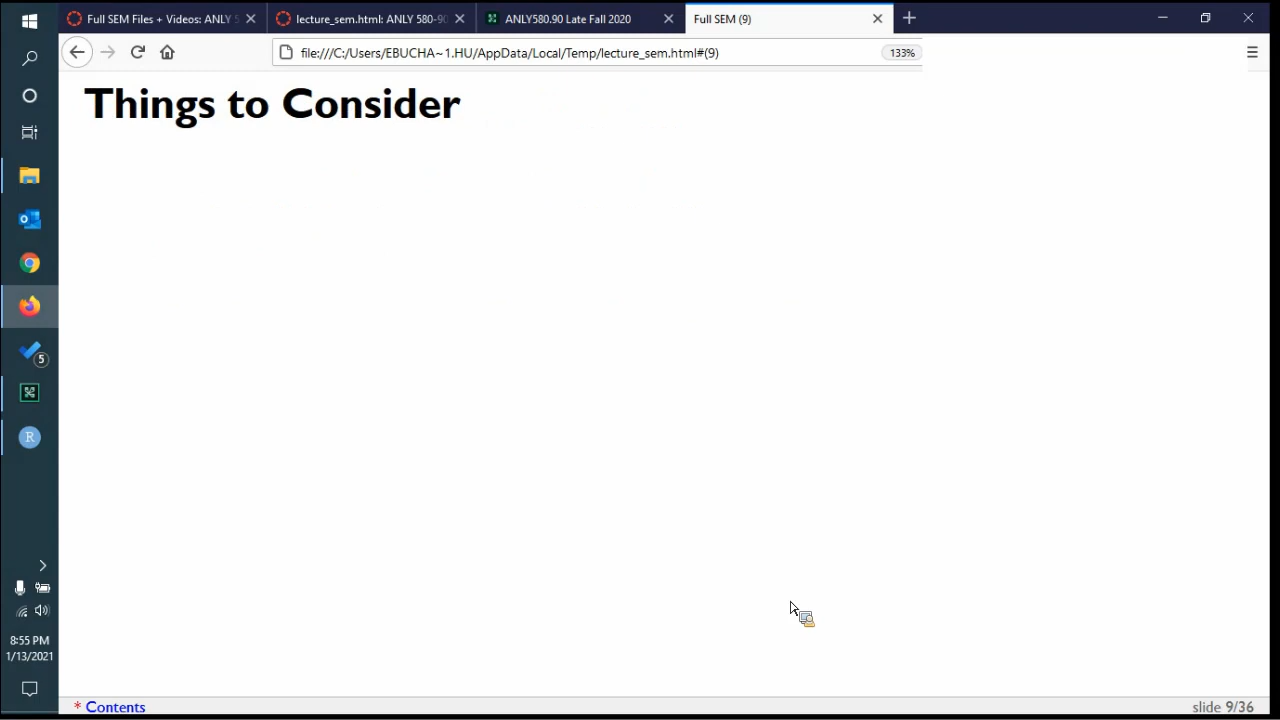 Full SEM Files + Videos: ANLY 5
lecture_sem.html: ANLY 580-90
ANLY580.90 Late Fall 2020
Full SEM (9)
file:///C:/Users/EBUCHA~1.HU/AppData/Local/Temp/lecture_sem.html#(9)
133%
Things to Consider
5
R
8:55 PM
1/13/2021
* Contents
slide 9/36